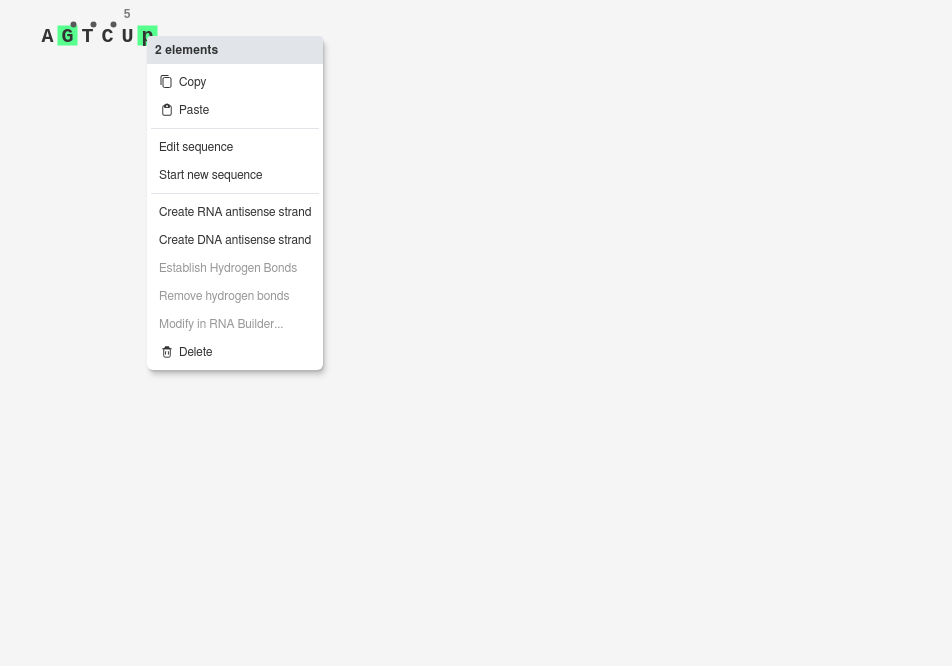 5
AGTCUp
2 elements
Copy
Paste
Edit sequence
Start new sequence
Create RNA antisense strand
Create DNA antisense strand
Establish Hydrogen Bonds
Remove hydrogen bonds
Modify in RNA Builder...
Delete